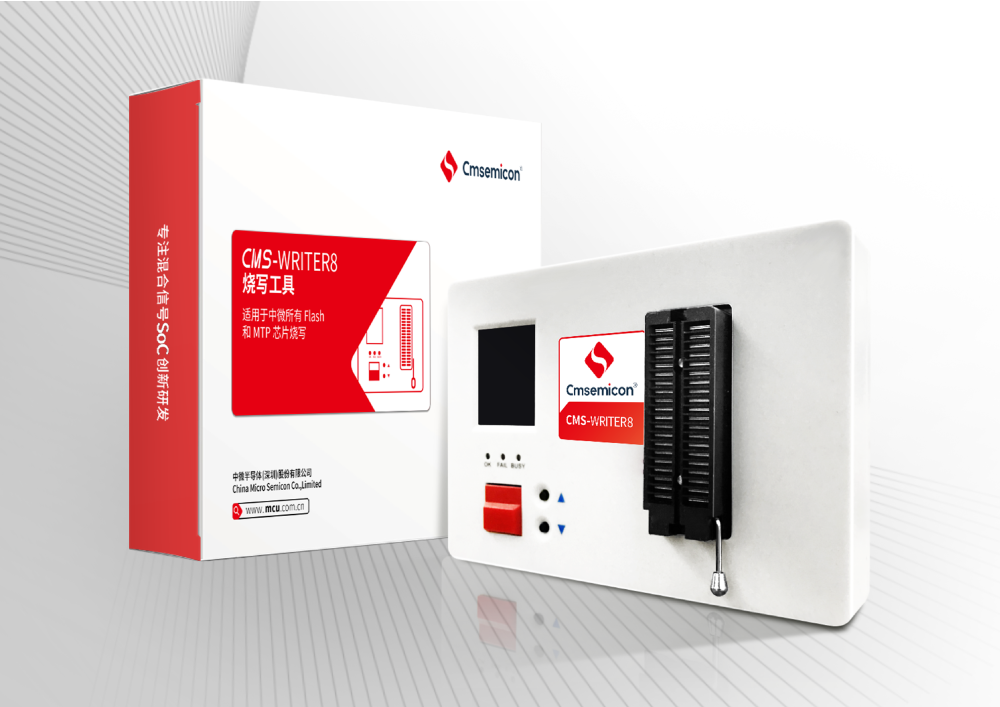 专注混合信号SoC创新研发
Cmsemicon®
CMS-WRITER8
烧写工具
适用于中微所有 Flash
和 MTP 芯片烧写
中微半导体(深圳)股份有限公司
China Micro Semicon Co.,Limited
www.mcu.com.cn
Cmsemicon®
CMS-WRITER8
OK FAIL BUSY